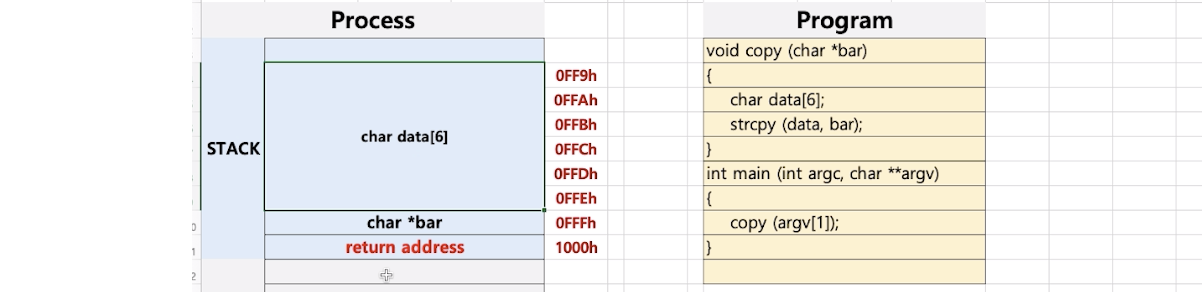 Process
Program
STACK
char data[6]
char *bar
return address
0FF9h
0FFAh
0FFBh
0FFCh
0FFDh
0FFEh
0FFFh
1000h
void copy (char *bar)
{
char data[6];
strcpy (data, bar);
}
int main (int argc, char **argv)
{
copy (argv[1]);
}